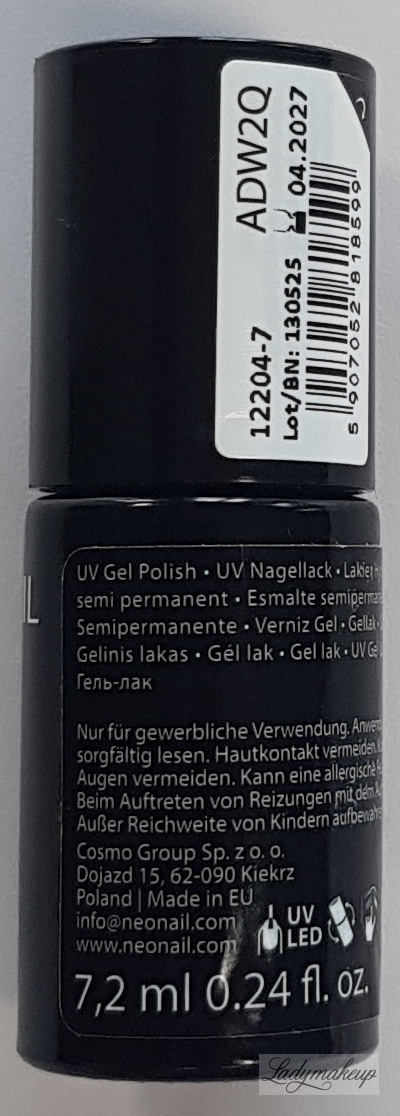 ADW2Q
04.2027
12204-7
Lot/BN: 130525
5 907052 818599
IL
UV Gel Polish • UV Nagellack • Lakier
semi permanent • Esmalte
Semipermanente • Verniz Gel • Gellak •
Gelinis lakas • Gél lak • Gel lak • UV Gel
Гель-лак
Nur für gewerbliche Verwendung.
sorgfältig lesen. Hautkontakt vermeiden.
Augen vermeiden. Kann eine allergische
Beim Auftreten von Reizungen mit dem
Außer Reichweite von Kindern
Cosmo Group Sp. z o. o.
Dojazd 15, 62-090 Kiekrz
Poland | Made in EU
info@neonail.com
www.neonail.com
UV
LED
7,2 ml 0.24 fl. oz.
Ladymakeup